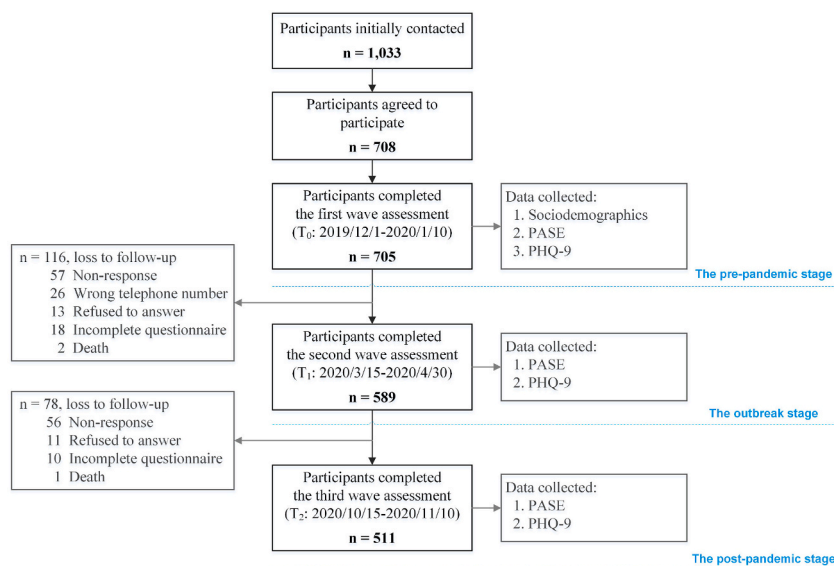 Participants initially contacted
n = 1,033
Participants agreed to
participate
n = 708
Participants completed
the first wave assessment
(T₀: 2019/12/1-2020/1/10)
n = 705
Data collected:
1. Sociodemographics
2. PASE
3. PHQ-9
The pre-pandemic stage
n = 116, loss to follow-up
57 Non-response
26 Wrong telephone number
13 Refused to answer
18 Incomplete questionnaire
2 Death
Participants completed
the second wave assessment
(T₁: 2020/3/15-2020/4/30)
n = 589
Data collected:
1. PASE
2. PHQ-9
The outbreak stage
n = 78, loss to follow-up
56 Non-response
11 Refused to answer
10 Incomplete questionnaire
1 Death
Participants completed
the third wave assessment
(T₂: 2020/10/15-2020/11/10)
n = 511
Data collected:
1. PASE
2. PHQ-9
The post-pandemic stage